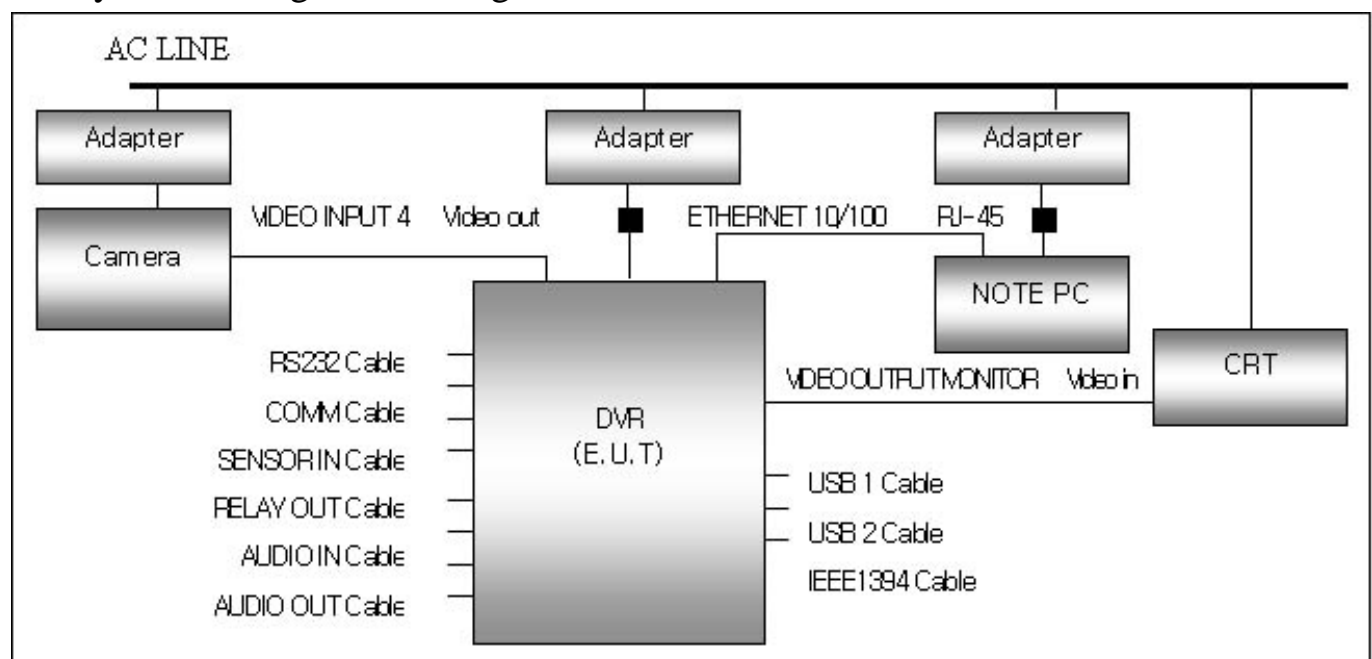 AC LINE
Adapter
Adapter
Adapter
VIDEO INPUT 4 Video out
ETHERNET 10/100 RJ-45
Camera
NOTE PC
RS232 Cable
COMM Cable
SENSOR IN Cable
RELAY OUT Cable
AUDIO IN Cable
AUDIO OUT Cable
DVR
(E.U.T)
VIDEO OUTPUT MONITOR Video in
CRT
USB 1 Cable
USB 2 Cable
IEEE1394 Cable